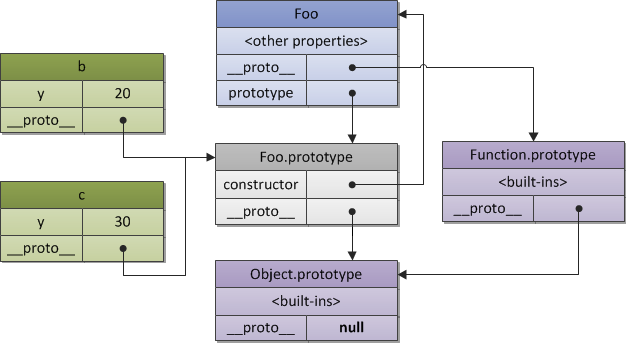 Foo
<other properties>
__proto__
prototype
b
y 20
__proto__
Foo.prototype
constructor
__proto__
Function.prototype
<built-ins>
__proto__
c
y 30
__proto__
Object.prototype
<built-ins>
__proto__ null